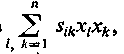 \sum_{i, k=1}^{n} s_{ik} x_i x_k,